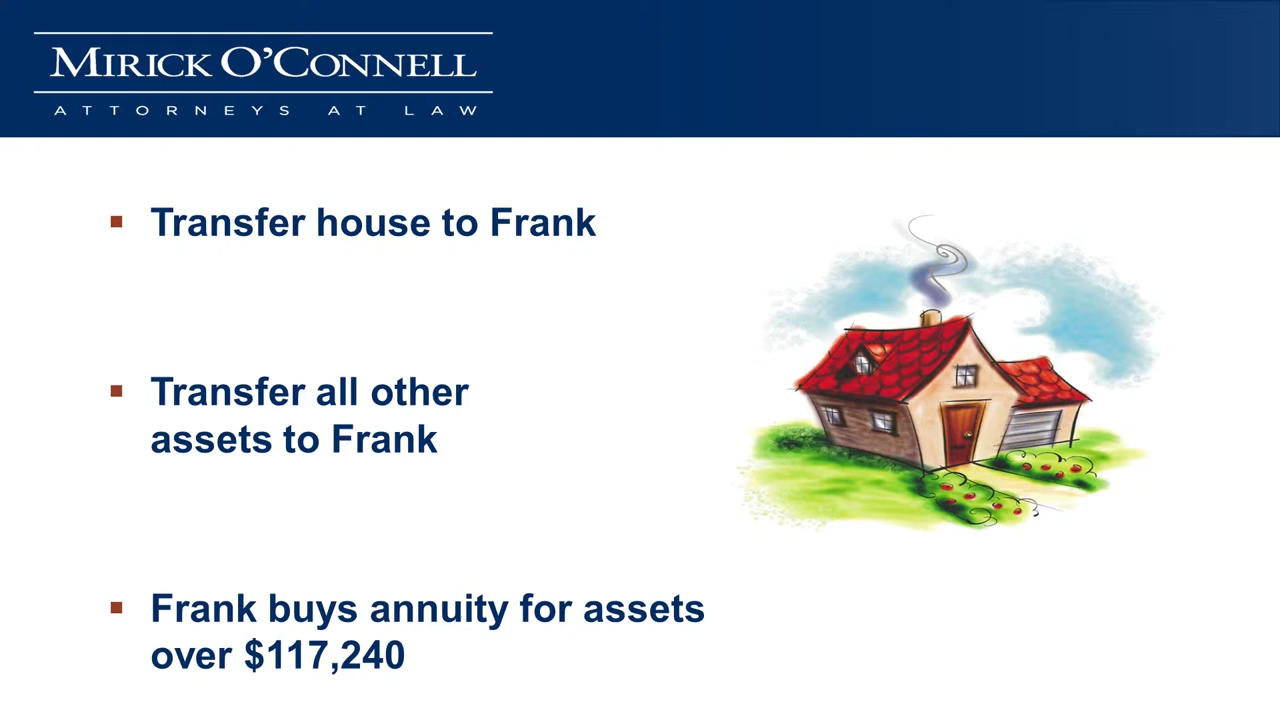 MIRICK O'CONNELL
ATTORNEYS AT LAW
▪ Transfer house to Frank
▪ Transfer all other
assets to Frank
▪ Frank buys annuity for assets
over $117,240